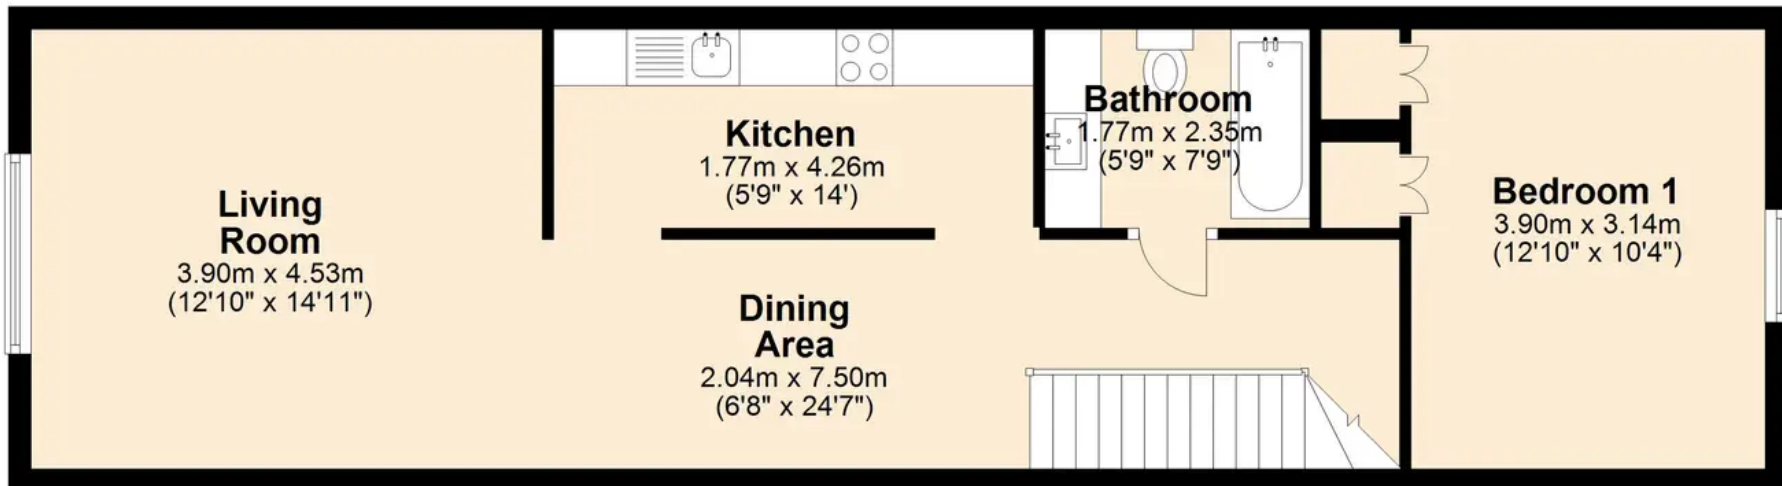 Living
Room
3.90m x 4.53m
(12'10" x 14'11")
Kitchen
1.77m x 4.26m
(5'9" x 14')
Dining
Area
2.04m x 7.50m
(6'8" x 24'7")
Bathroom
1.77m x 2.35m
(5'9" x 7'9")
Bedroom 1
3.90m x 3.14m
(12'10" x 10'4")